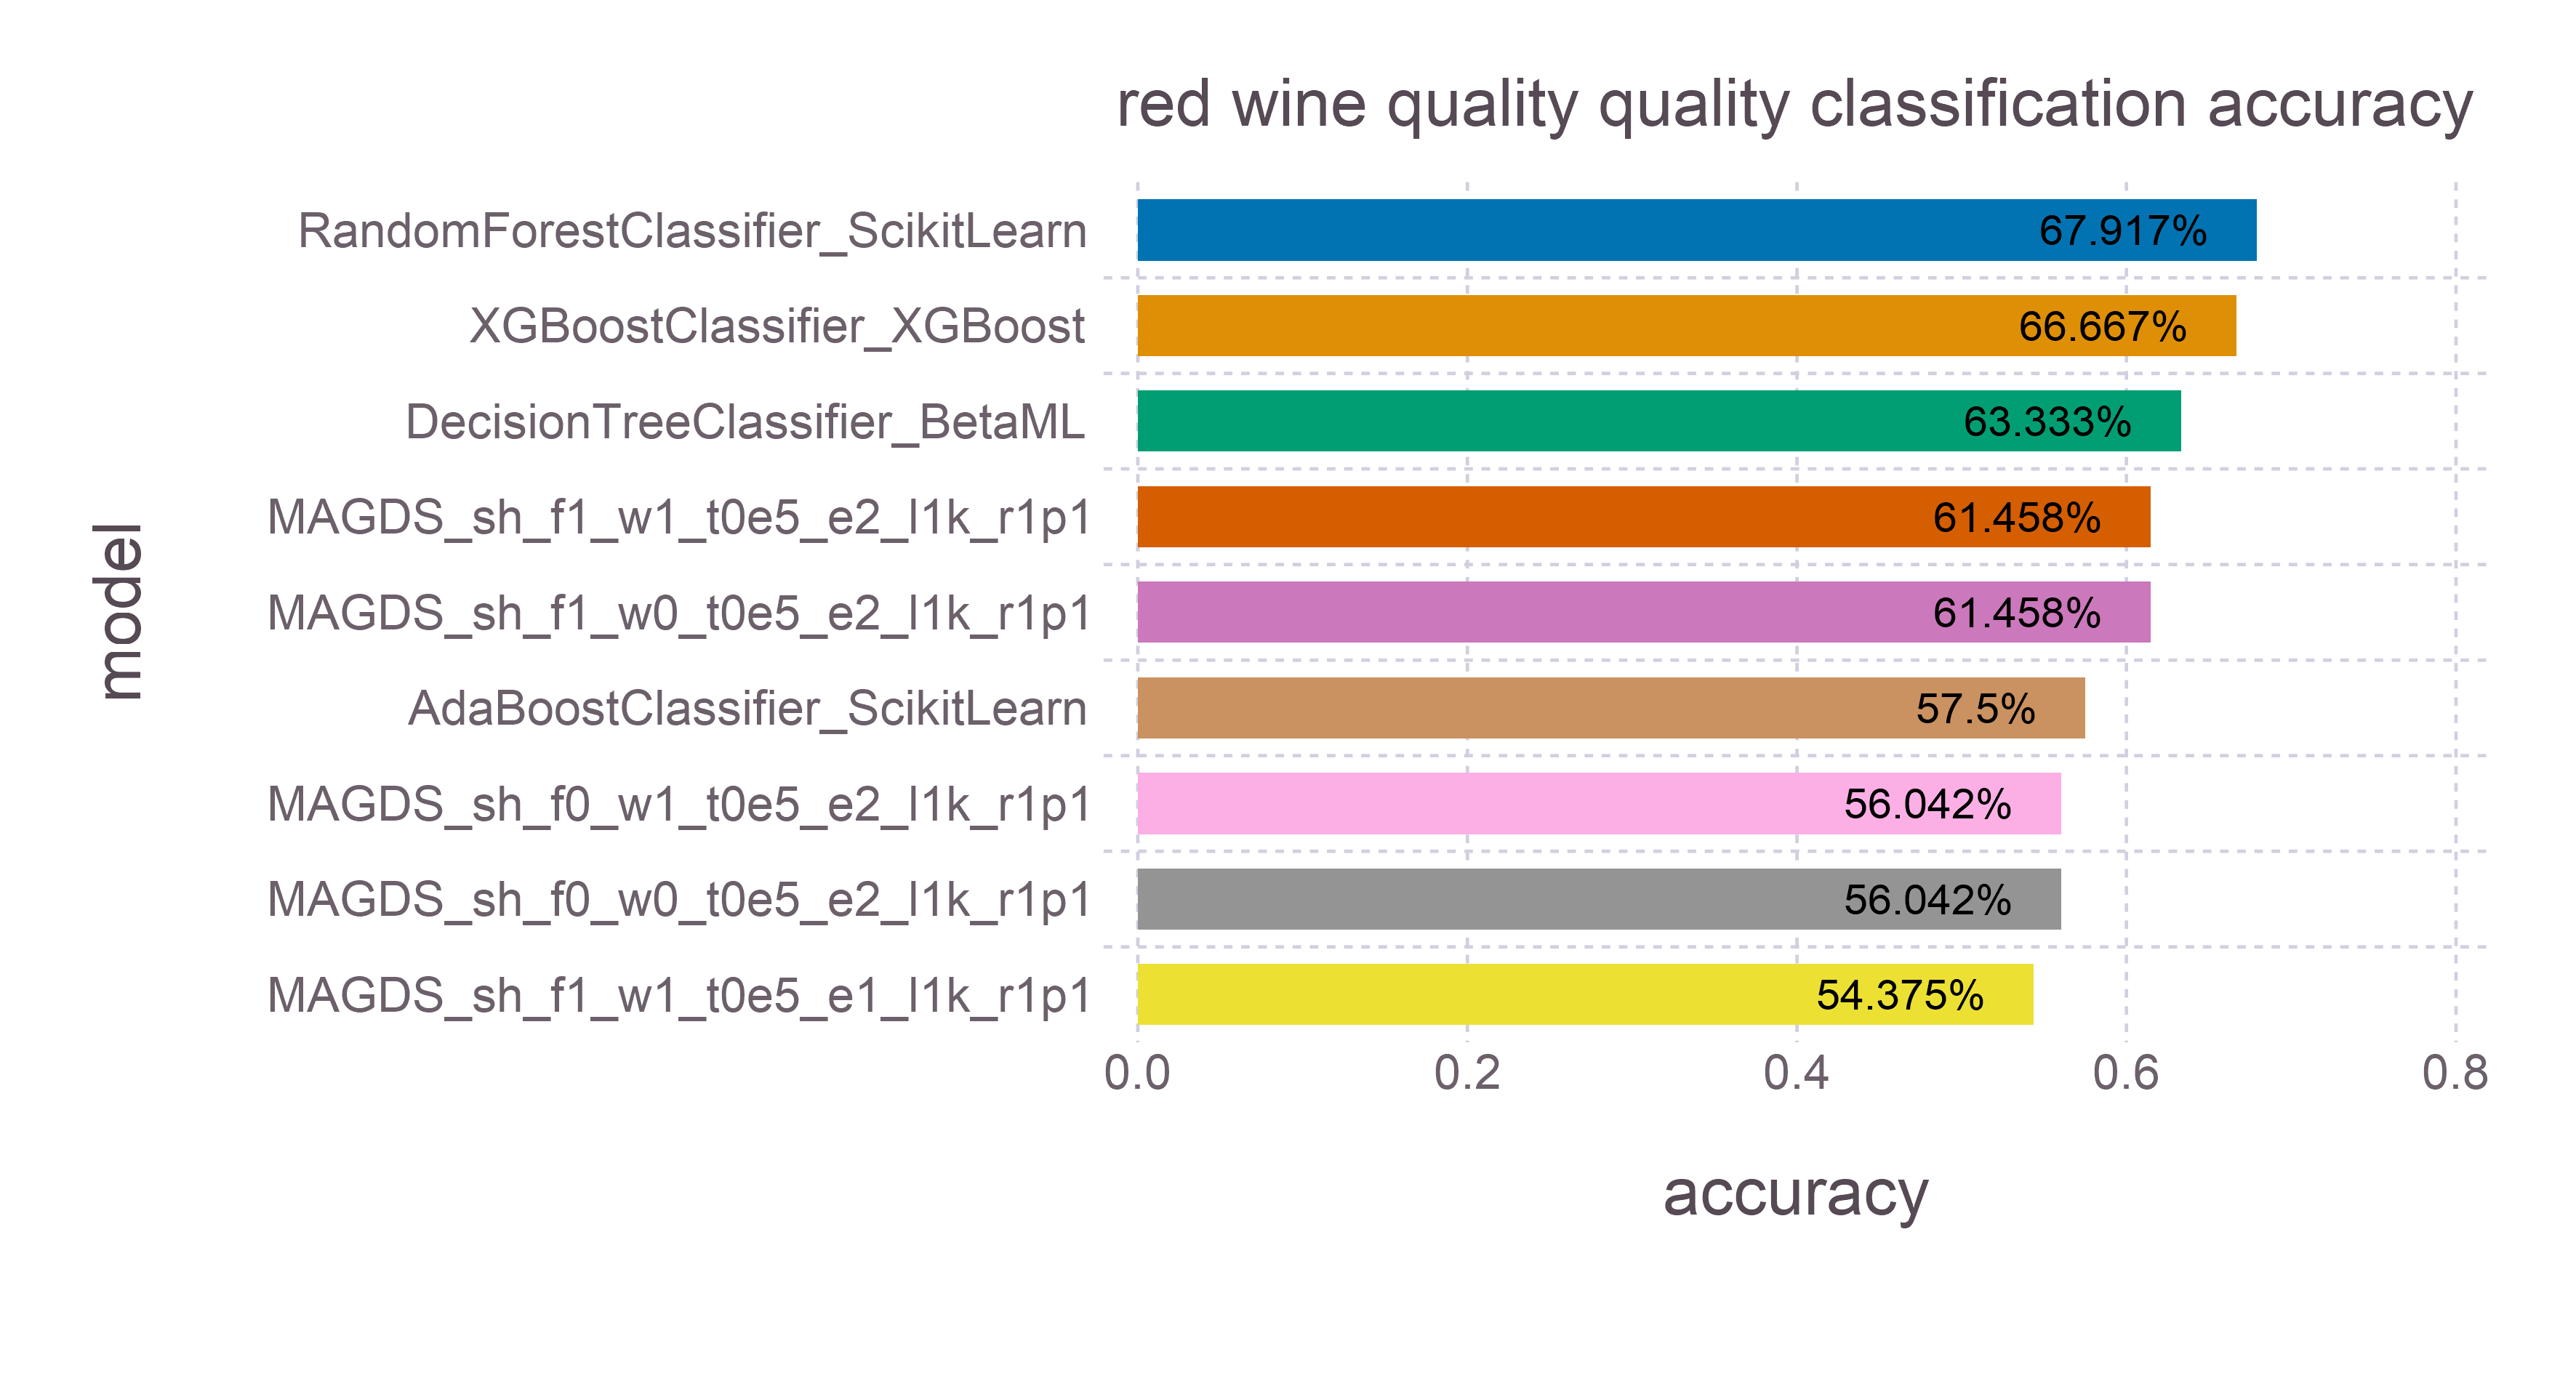 red wine quality quality classification accuracy
RandomForestClassifier_ScikitLearn 67.917%
XGBoostClassifier_XGBoost 66.667%
DecisionTreeClassifier_BetaML 63.333%
MAGDS_sh_f1_w1_t0e5_e2_l1k_r1p1 61.458%
MAGDS_sh_f1_w0_t0e5_e2_l1k_r1p1 61.458%
AdaBoostClassifier_ScikitLearn 57.5%
MAGDS_sh_f0_w1_t0e5_e2_l1k_r1p1 56.042%
MAGDS_sh_f0_w0_t0e5_e2_l1k_r1p1 56.042%
MAGDS_sh_f1_w1_t0e5_e1_l1k_r1p1 54.375%
model
0.0 0.2 0.4 0.6 0.8
accuracy